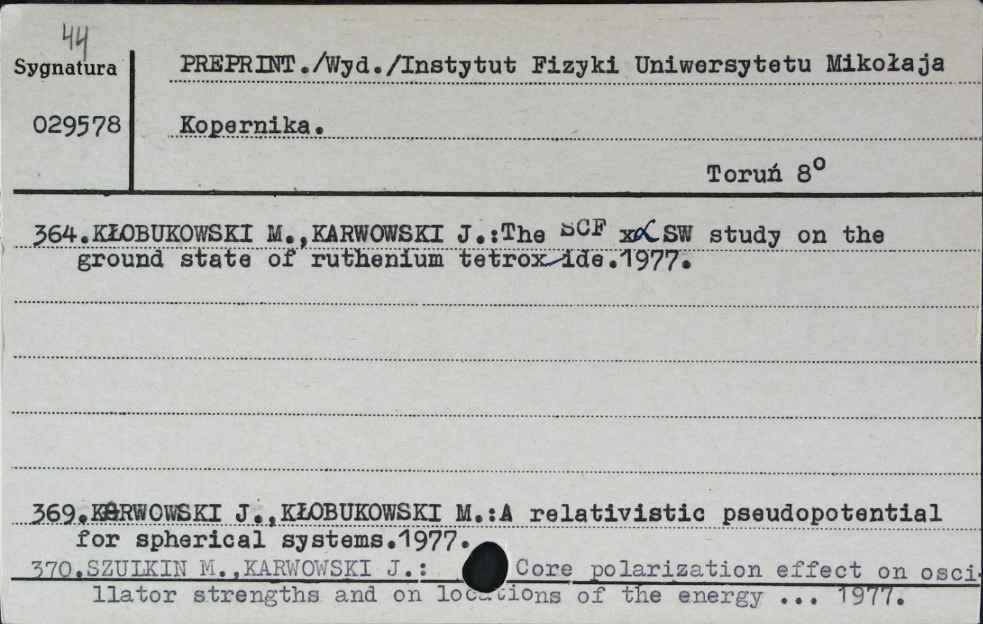 44
Sygnatura
PREPRINT./Wyd./Instytut Fizyki Uniwersytetu Mikołaja
029578
Kopernika.
Toruń 8°
364.KŁOBUKOWSKI M.,KARWOWSKI J.:The SCF xα SW study on the
ground state of ruthenium tetroxide.1977.
369.KARWOWSKI J.,KŁOBUKOWSKI M.:A relativistic pseudopotential
for spherical systems.1977.
370.SZULKIN M.,KARWOWSKI J.: Core polarization effect on osci-
llator strengths and on locations of the energy ... 1977.